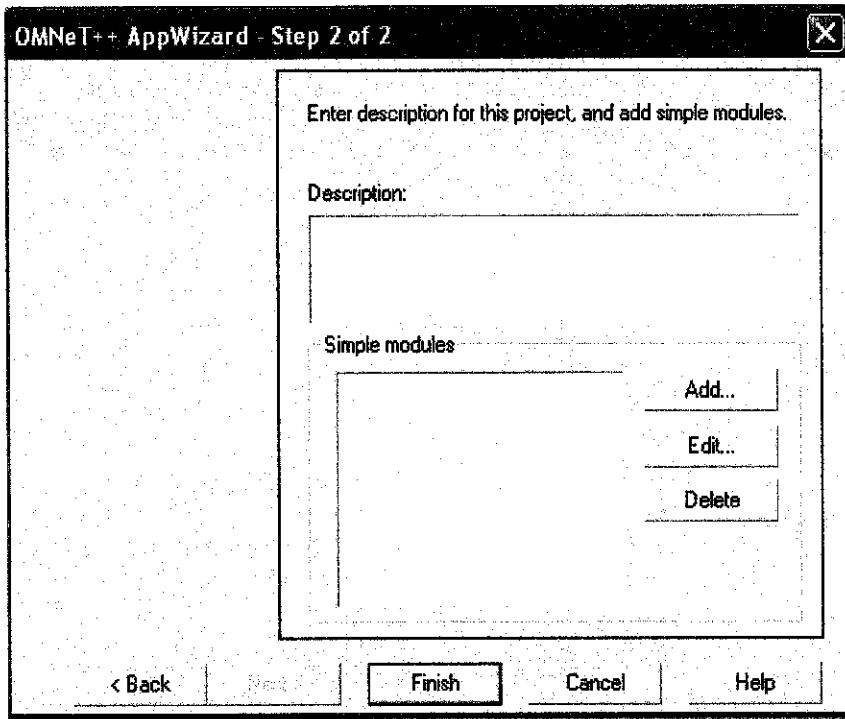 OMNeT++ AppWizard - Step 2 of 2
Enter description for this project, and add simple modules.
Description:
Simple modules
Add...
Edit...
Delete
< Back Next Finish Cancel Help